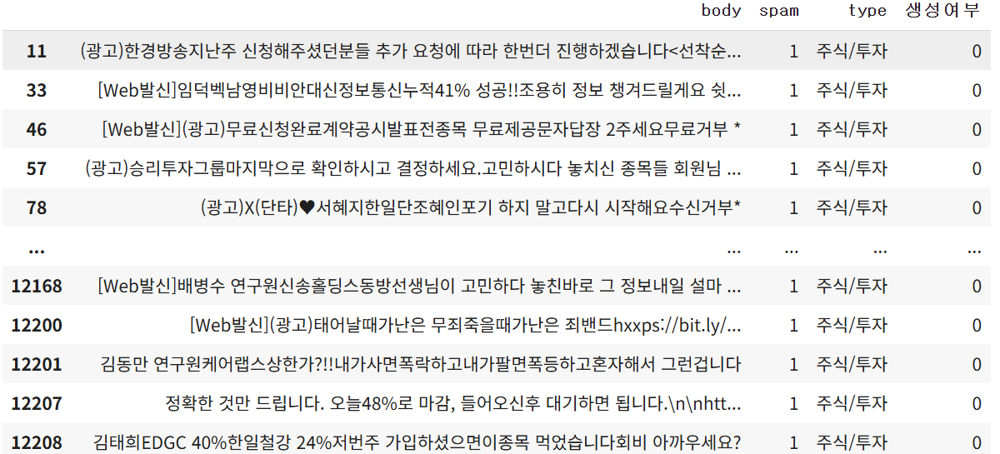 body spam type 생성여부
11 (광고)한경방송지난주 신청해주셨던분들 추가 요청에 따라 한번더 진행하겠습니다<선착순... 1 주식/투자 0
33 [Web발신]임덕벡남영비비안대신정보통신누적41% 성공!!조용히 정보 챙겨드릴게요 쉿... 1 주식/투자 0
46 [Web발신](광고)무료신청완료계약공시발표전종목 무료제공문자답장 2주세요무료거부 * 1 주식/투자 0
57 (광고)승리투자그룹마지막으로 확인하시고 결정하세요.고민하시다 놓치신 종목들 회원님 ... 1 주식/투자 0
78 (광고)X(단타)♥서혜지한일단조혜인포기 하지 말고다시 시작해요수신거부* 1 주식/투자 0
... ... ... ... ...
12168 [Web발신]배병수 연구원신송홀딩스동방선생님이 고민하다 놓친바로 그 정보내일 설마 ... 1 주식/투자 0
12200 [Web발신](광고)태어날때가난은 무죄죽을때가난은 죄밴드hxxps://bit.ly/... 1 주식/투자 0
12201 김동만 연구원케어랩스상한가?!!내가사면폭락하고내가팔면폭등하고혼자해서 그런겁니다 1 주식/투자 0
12207 정확한 것만 드립니다. 오늘48%로 마감, 들어오신후 대기하면 됩니다.\n\nhtt... 1 주식/투자 0
12208 김태희EDGC 40%한일철강 24%저번주 가입하셨으면이종목 먹었습니다회비 아까우세요? 1 주식/투자 0